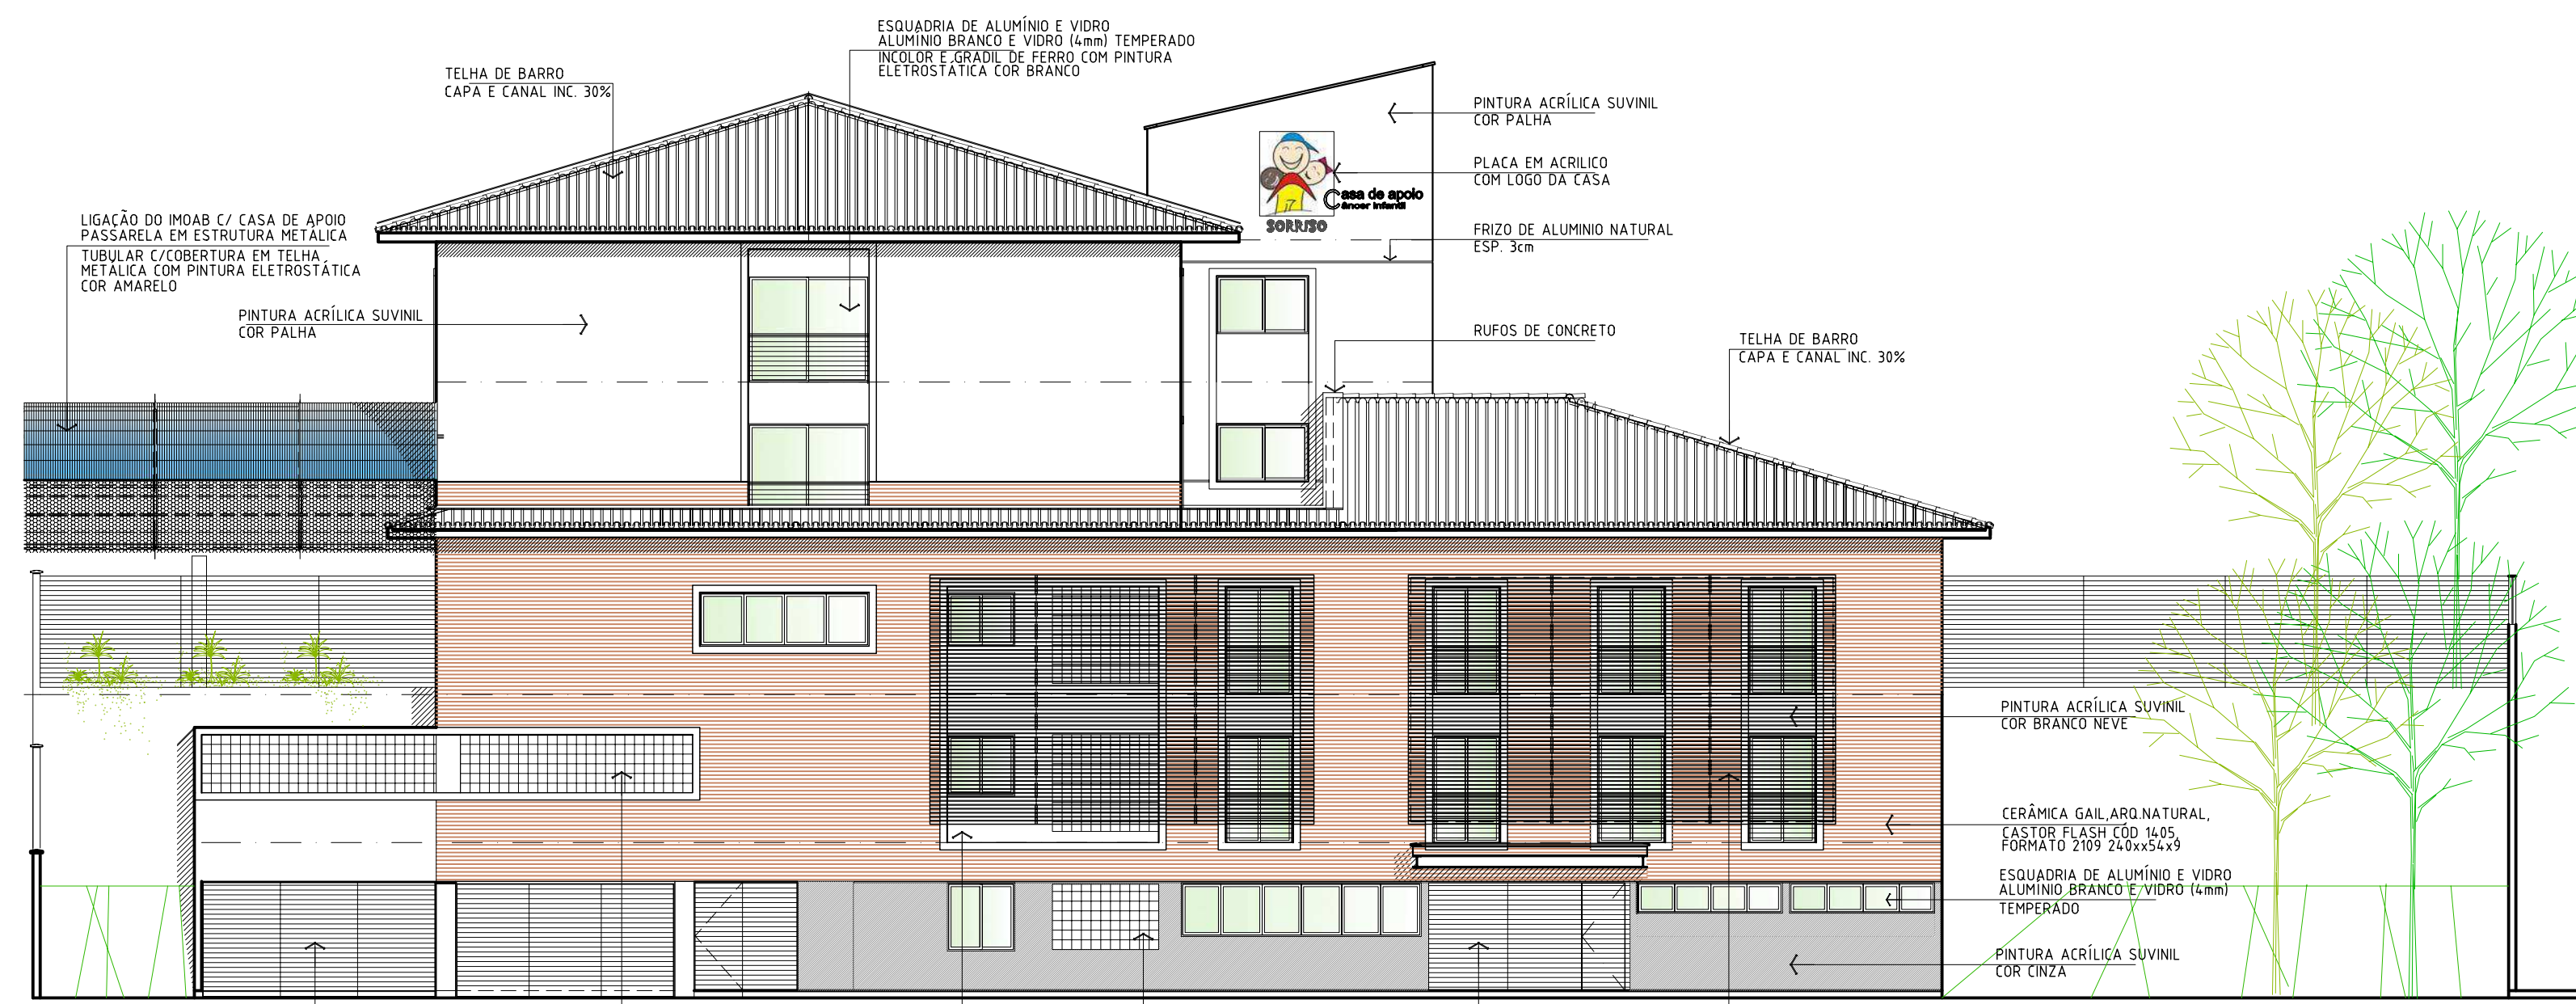 ESQUADRIA DE ALUMÍNIO E VIDRO
ALUMÍNIO BRANCO E VIDRO (4mm) TEMPERADO
INCOLOR E GRADIL DE FERRO COM PINTURA
ELETROSTÁTICA COR BRANCO
TELHA DE BARRO
CAPA E CANAL INC. 30%
PINTURA ACRÍLICA SUVINIL
COR PALHA
PLACA EM ACRILICO
COM LOGO DA CASA
Casa de apoio
Câncer Infantil
SORRISO
LIGAÇÃO DO IMOAB C/ CASA DE APOIO
PASSARELA EM ESTRUTURA METÁLICA
TUBULAR C/COBERTURA EM TELHA
METÁLICA COM PINTURA ELETROSTÁTICA
COR AMARELO
FRIZO DE ALUMINIO NATURAL
ESP. 3cm
PINTURA ACRÍLICA SUVINIL
COR PALHA
RUFOS DE CONCRETO
TELHA DE BARRO
CAPA E CANAL INC. 30%
PINTURA ACRÍLICA SUVINIL
COR BRANCO NEVE
CERÂMICA GAIL,ARQ.NATURAL,
CASTOR FLASH CÓD 1405,
FORMATO 2109 240xx54x9
ESQUADRIA DE ALUMÍNIO E VIDRO
ALUMÍNIO BRANCO E VIDRO (4mm)
TEMPERADO
PINTURA ACRÍLICA SUVINIL
COR CINZA